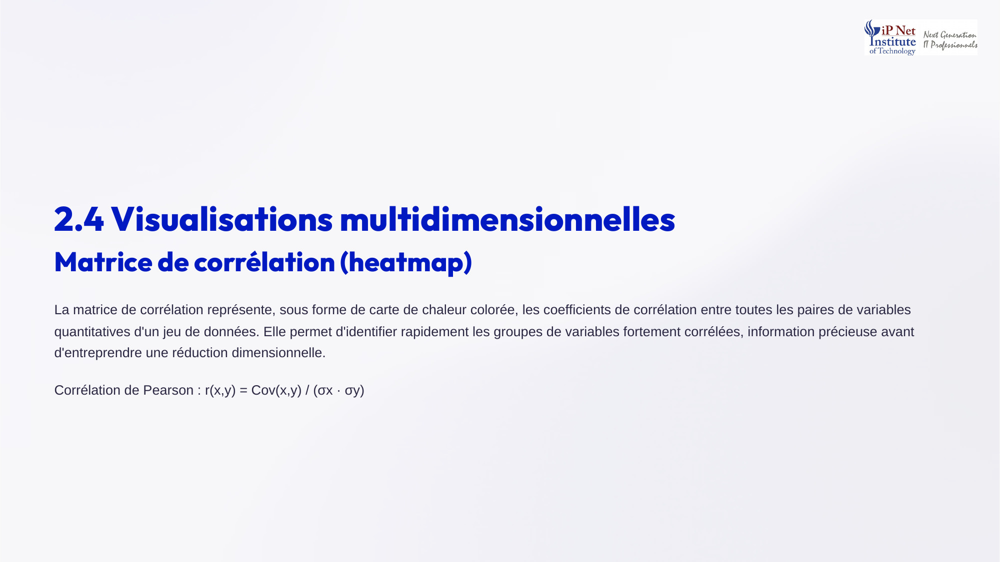 iP Net
Institute
of Technology
Next Generation
IT Professionnels
2.4 Visualisations multidimensionnelles
Matrice de corrélation (heatmap)
La matrice de corrélation représente, sous forme de carte de chaleur colorée, les coefficients de corrélation entre toutes les paires de variables
quantitatives d'un jeu de données. Elle permet d'identifier rapidement les groupes de variables fortement corrélées, information précieuse avant
d'entreprendre une réduction dimensionnelle.
Corrélation de Pearson : r(x,y) = Cov(x,y) / (σx · σy)